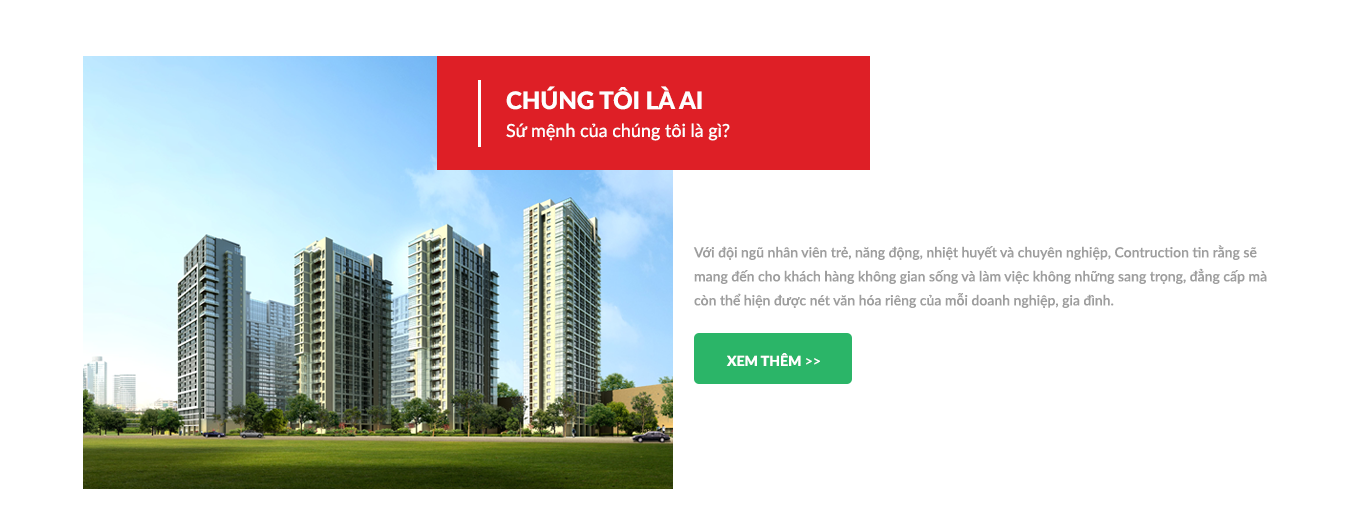 CHÚNG TÔI LÀ AI
Sứ mệnh của chúng tôi là gì?
Với đội ngũ nhân viên trẻ, năng động, nhiệt huyết và chuyên nghiệp, Contruction tin rằng sẽ
mang đến cho khách hàng không gian sống và làm việc không những sang trọng, đẳng cấp mà
còn thể hiện được nét văn hóa riêng của mỗi doanh nghiệp, gia đình.
XEM THÊM >>